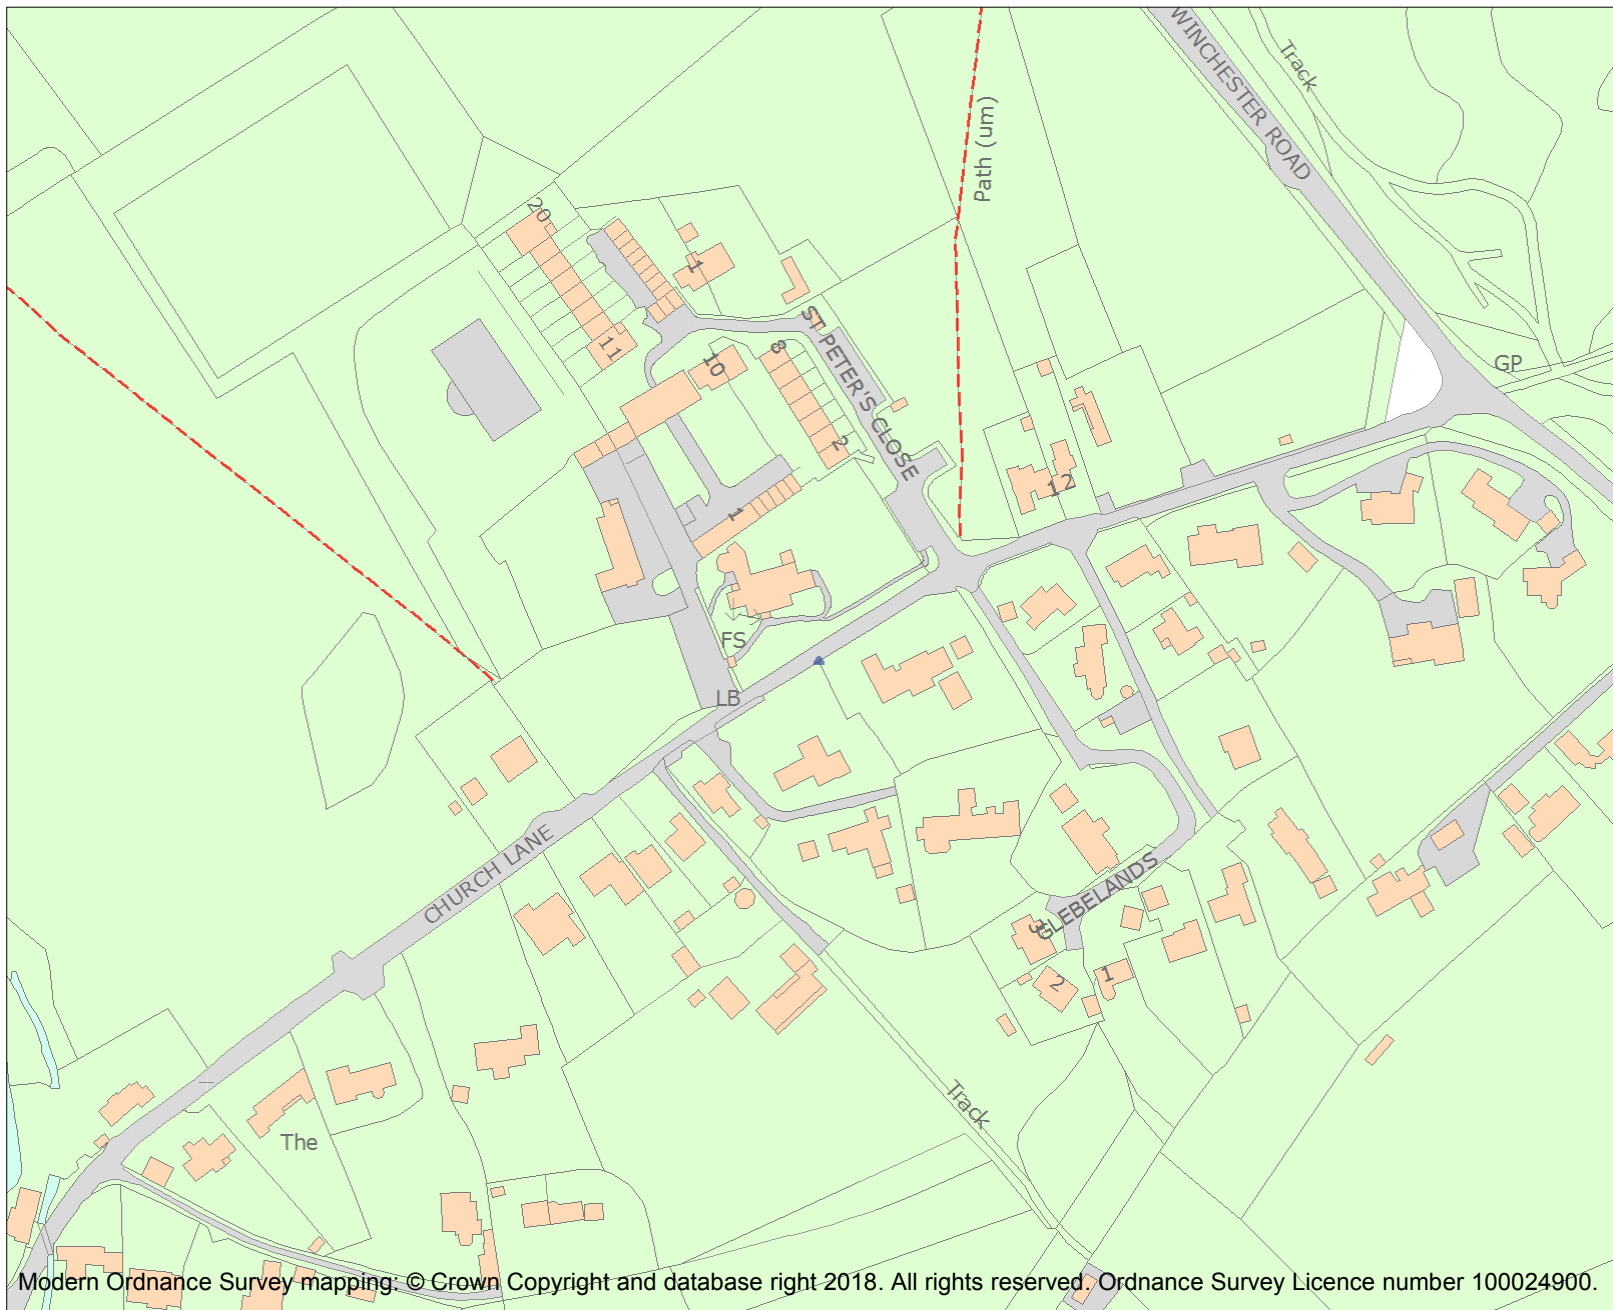 WINCHESTER ROAD
Track
Path (um)
20
1
ST PETER'S CLOSE
11
10
8
GP
2
12
1
FS
LB
CHURCH LANE
GLEBELANDS
3
2
1
Track
The
Modern Ordnance Survey mapping: © Crown Copyright and database right 2018. All rights reserved. Ordnance Survey Licence number 100024900.